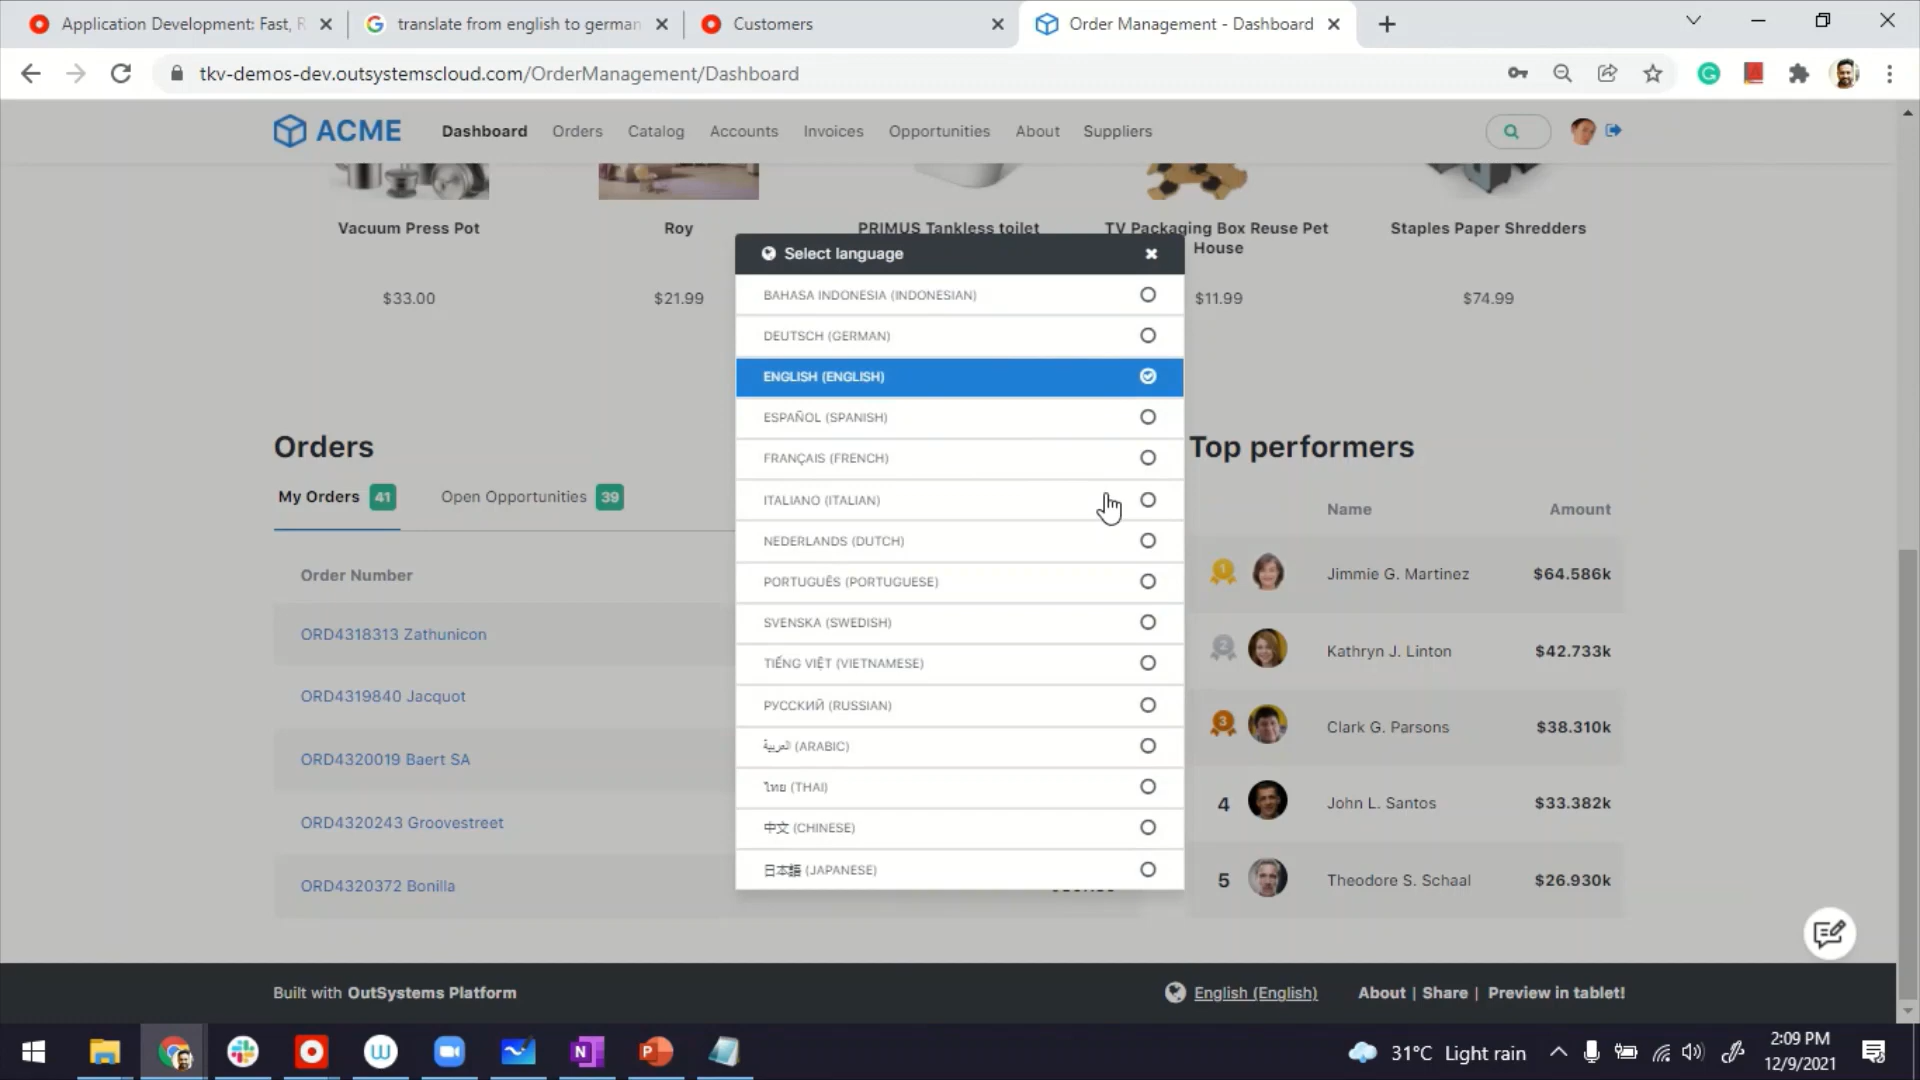 Application Development: Fast, R
translate from english to german
Customers
Order Management - Dashboard
tkv-demos-dev.outsystemscloud.com/OrderManagement/Dashboard
ACME Dashboard Orders Catalog Accounts Invoices Opportunities About Suppliers
Vacuum Press Pot
Roy
PRIMUS Tankless toilet
TV Packaging Box Reuse Pet House
Staples Paper Shredders
$33.00
$21.99
$11.99
$74.99
Select language
BAHASA INDONESIA (INDONESIAN)
DEUTSCH (GERMAN)
ENGLISH (ENGLISH)
ESPAÑOL (SPANISH)
FRANÇAIS (FRENCH)
ITALIANO (ITALIAN)
NEDERLANDS (DUTCH)
PORTUGUÊS (PORTUGUESE)
SVENSKA (SWEDISH)
TIẾNG VIỆT (VIETNAMESE)
РУССКИЙ (RUSSIAN)
العربية (ARABIC)
ไทย (THAI)
中文 (CHINESE)
日本語 (JAPANESE)
Orders
My Orders 41
Open Opportunities 39
Order Number
ORD4318313 Zathunicon
ORD4319840 Jacquot
ORD4320019 Baert SA
ORD4320243 Groovestreet
ORD4320372 Bonilla
Top performers
Name Amount
1 Jimmie G. Martinez $64.586k
2 Kathryn J. Linton $42.733k
3 Clark G. Parsons $38.310k
4 John L. Santos $33.382k
5 Theodore S. Schaal $26.930k
Built with OutSystems Platform
English (English)
About | Share | Preview in tablet!
31°C Light rain
2:09 PM
12/9/2021